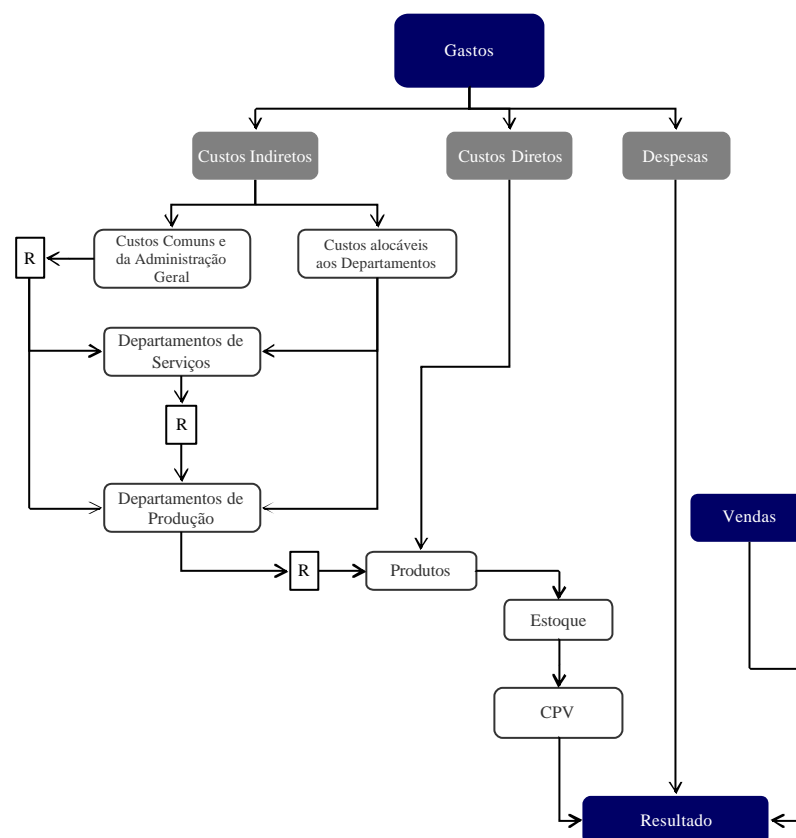 Gastos
Custos Indiretos
Custos Diretos
Despesas
R
Custos Comuns e
da Administração
Geral
Custos alocáveis
aos Departamentos
Departamentos de
Serviços
R
Departamentos de
Produção
Vendas
R
Produtos
Estoque
CPV
Resultado